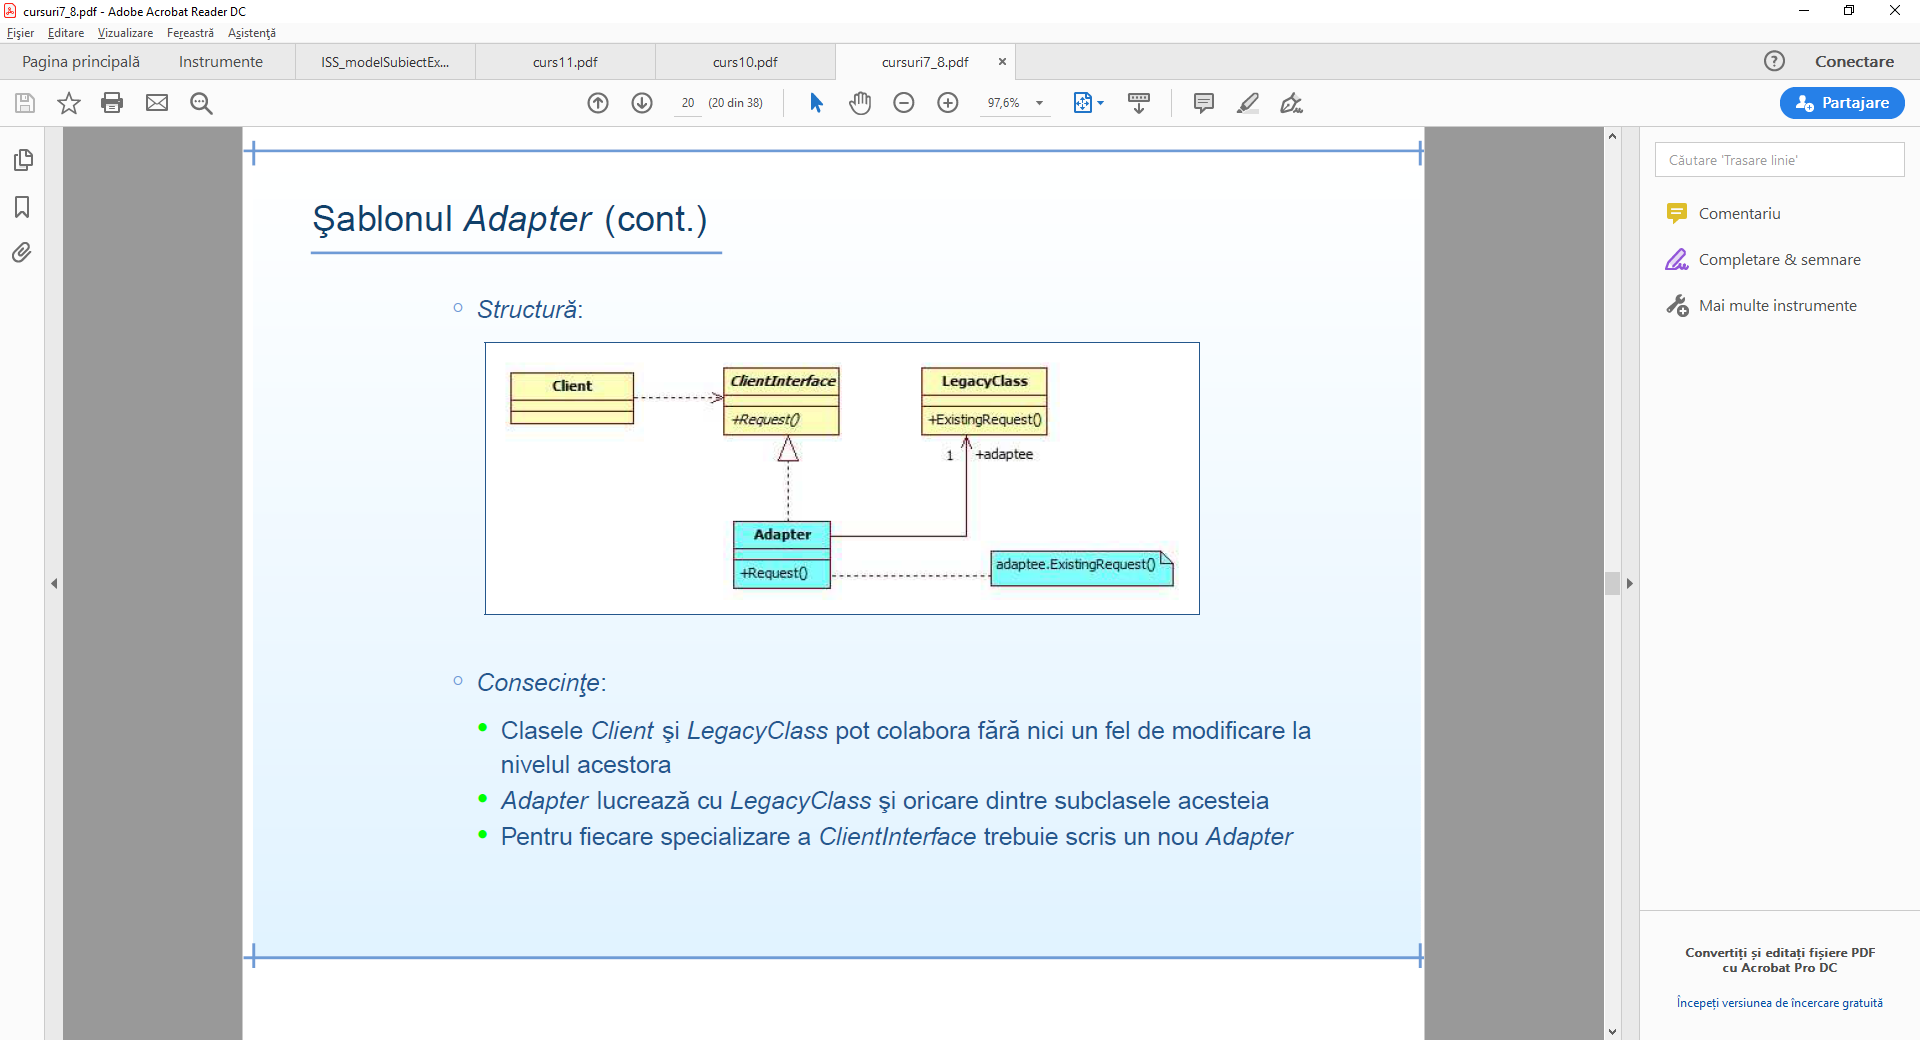 cursuri7_8.pdf - Adobe Acrobat Reader DC
Fişier Editare Vizualizare Fereastră Asistenţă
Pagina principală Instrumente ISS_modelSubiectEx... curs11.pdf curs10.pdf cursuri7_8.pdf × Conectare
20 (20 din 38) 97,6% Partajare
Căutare 'Trasare linie'
Comentariu
Completare & semnare
Mai multe instrumente
Şablonul Adapter (cont.)
Structură:
Client
ClientInterface
+Request()
LegacyClass
+ExistingRequest()
1 +adaptee
Adapter
+Request()
adaptee.ExistingRequest()
Consecinţe:
Clasele Client şi LegacyClass pot colabora fără nici un fel de modificare la
nivelul acestora
Adapter lucrează cu LegacyClass şi oricare dintre subclasele acesteia
Pentru fiecare specializare a ClientInterface trebuie scris un nou Adapter
Convertiți și editați fișiere PDF
cu Acrobat Pro DC
Începeți versiunea de încercare gratuită